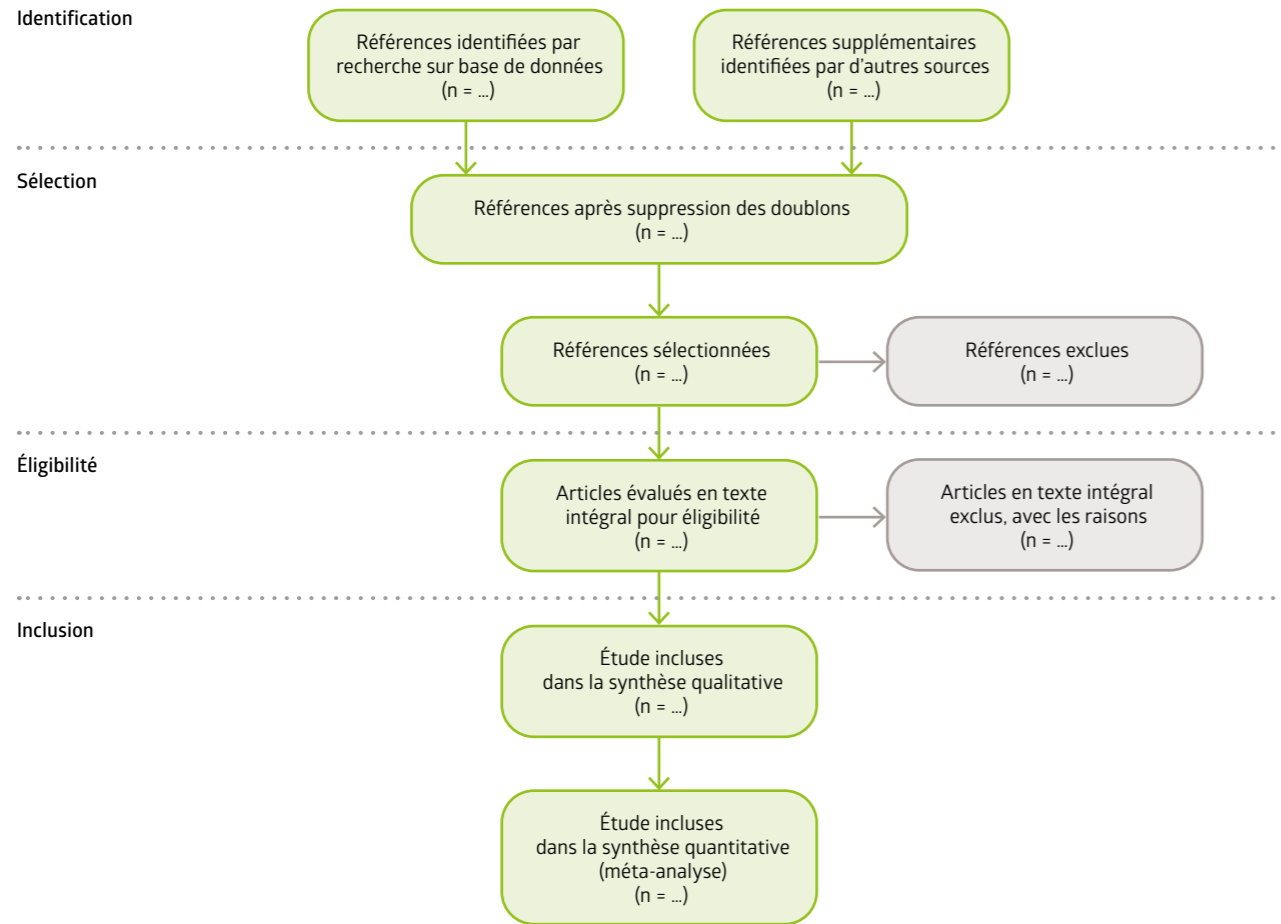 Identification
Références identifiées par
recherche sur base de données
(n = ...)
Références supplémentaires
identifiées par d'autres sources
(n = ...)
Sélection
Références après suppression des doublons
(n = ...)
Références sélectionnées
(n = ...)
Références exclues
(n = ...)
Éligibilité
Articles évalués en texte
intégral pour éligibilité
(n = ...)
Articles en texte intégral
exclus, avec les raisons
(n = ...)
Inclusion
Étude incluses
dans la synthèse qualitative
(n = ...)
Étude incluses
dans la synthèse quantitative
(méta-analyse)
(n = ...)